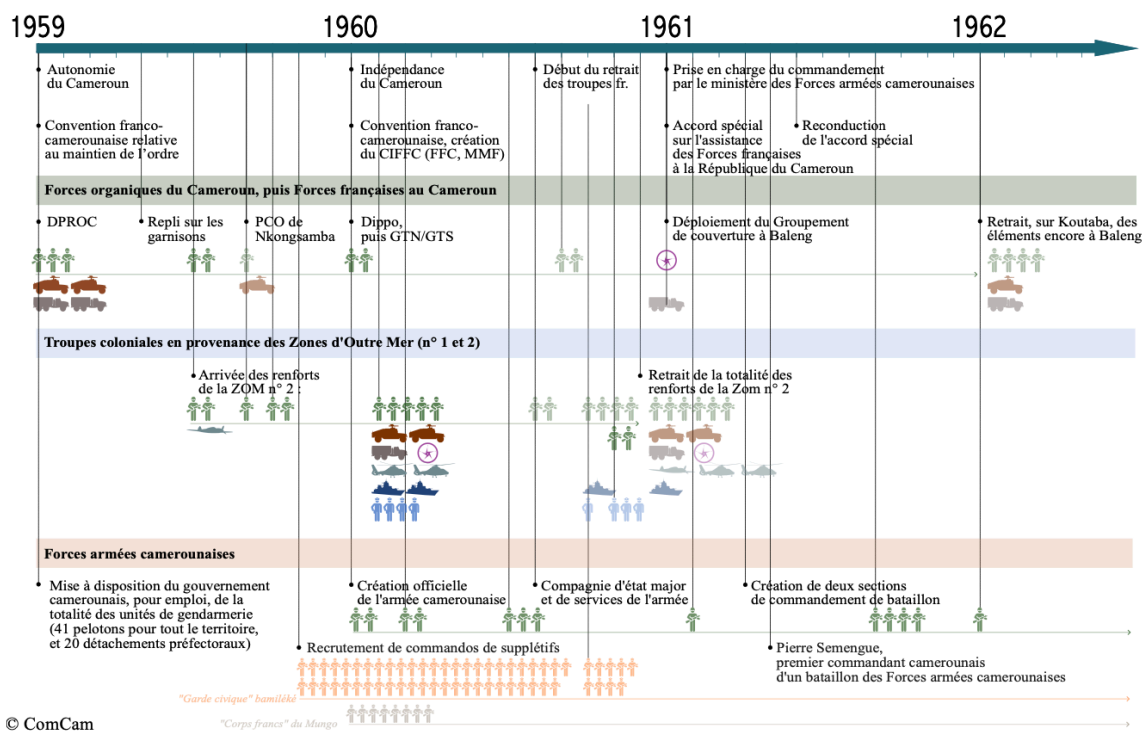 1959
1960
1961
1962
Autonomie
du Cameroun
Indépendance
du Cameroun
Début du retrait
des troupes fr.
Prise en charge du commandement
par le ministère des Forces armées camerounaises
Convention franco-
camerounaise relative
au maintien de l'ordre
Convention franco-
camerounaise, création
du CIFFC (FFC, MMF)
Accord spécial
sur l'assistance
des Forces françaises
à la République du Cameroun
Reconduction
de l'accord spécial
Forces organiques du Cameroun, puis Forces françaises au Cameroun
DPROC
Repli sur les
garnisons
PCO de
Nkongsamba
Dippo,
puis GTN/GTS
Déploiement du Groupement
de couverture à Baleng
Retrait, sur Koutaba, des
éléments encore à Baleng
Troupes coloniales en provenance des Zones d'Outre Mer (n° 1 et 2)
Arrivée des renforts
de la ZOM n° 2 :
Retrait de la totalité des
renforts de la Zom n° 2
Forces armées camerounaises
Mise à disposition du gouvernement
camerounais, pour emploi, de la
totalité des unités de gendarmerie
(41 pelotons pour tout le territoire,
et 20 détachements préfectoraux)
Création officielle
de l'armée camerounaise
Compagnie d'état major
et de services de l'armée
Création de deux sections
de commandement de bataillon
Recrutement de commandos de supplétifs
Pierre Semengue,
premier commandant camerounais
d'un bataillon des Forces armées camerounaises
"Garde civique" bamiléké
"Corps francs" du Mungo
© ComCam